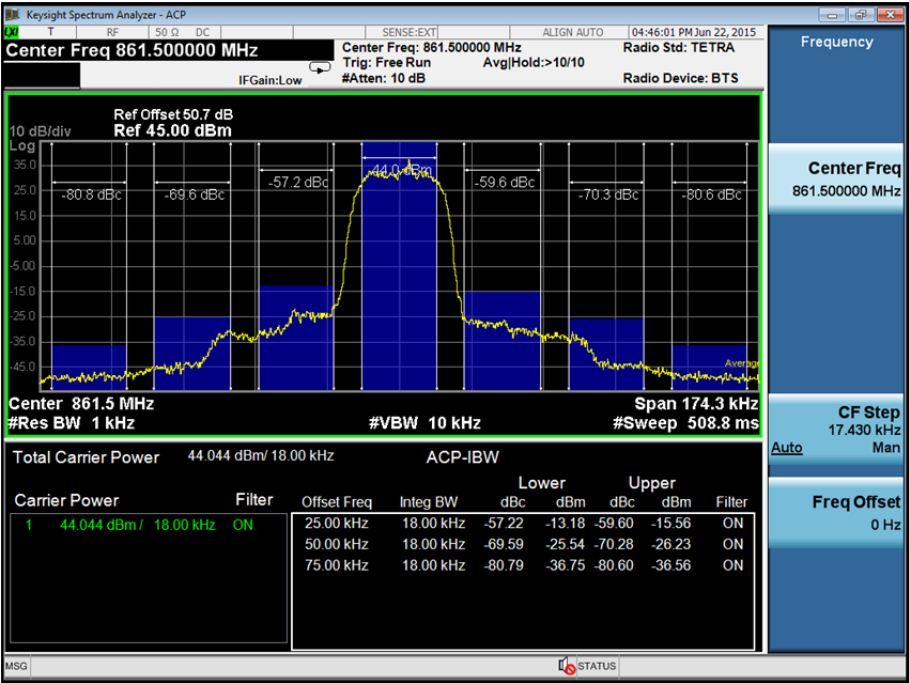 Keysight Spectrum Analyzer - ACP
LXI T RF 50 Ω DC SENSE:EXT ALIGN AUTO 04:46:01 PM Jun 22, 2015
Center Freq 861.500000 MHz
IFGain:Low
Center Freq: 861.500000 MHz
Trig: Free Run Avg|Hold:>10/10
#Atten: 10 dB
Radio Std: TETRA
Radio Device: BTS
Ref Offset 50.7 dB
10 dB/div Ref 45.00 dBm
Log
35.0
25.0
15.0
5.00
-5.00
-15.0
-25.0
-35.0
-45.0
-80.8 dBc
-69.6 dBc
-57.2 dBc
44.0 dBm
-59.6 dBc
-70.3 dBc
-80.6 dBc
Average
Center 861.5 MHz Span 174.3 kHz
#Res BW 1 kHz #VBW 10 kHz #Sweep 508.8 ms
Total Carrier Power 44.044 dBm/ 18.00 kHz ACP-IBW
Lower Upper
Carrier Power Filter Offset Freq Integ BW dBc dBm dBc dBm Filter
1 44.044 dBm / 18.00 kHz ON 25.00 kHz 18.00 kHz -57.22 -13.18 -59.60 -15.56 ON
50.00 kHz 18.00 kHz -69.59 -25.54 -70.28 -26.23 ON
75.00 kHz 18.00 kHz -80.79 -36.75 -80.60 -36.56 ON
MSG STATUS
Frequency
Center Freq
861.500000 MHz
CF Step
17.430 kHz
Auto Man
Freq Offset
0 Hz